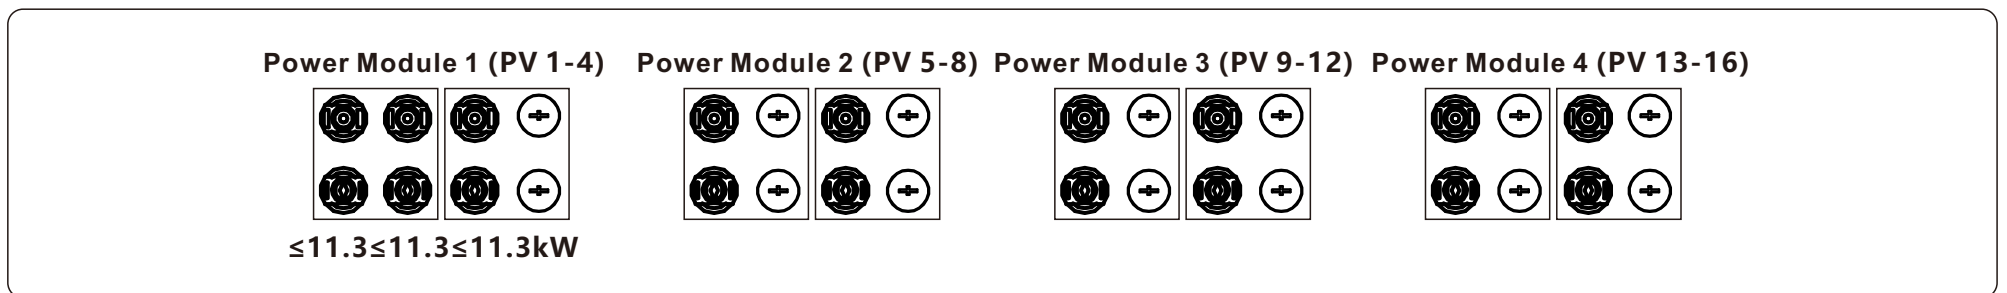 Power Module 1 (PV 1-4) Power Module 2 (PV 5-8) Power Module 3 (PV 9-12) Power Module 4 (PV 13-16)
≤11.3≤11.3≤11.3kW